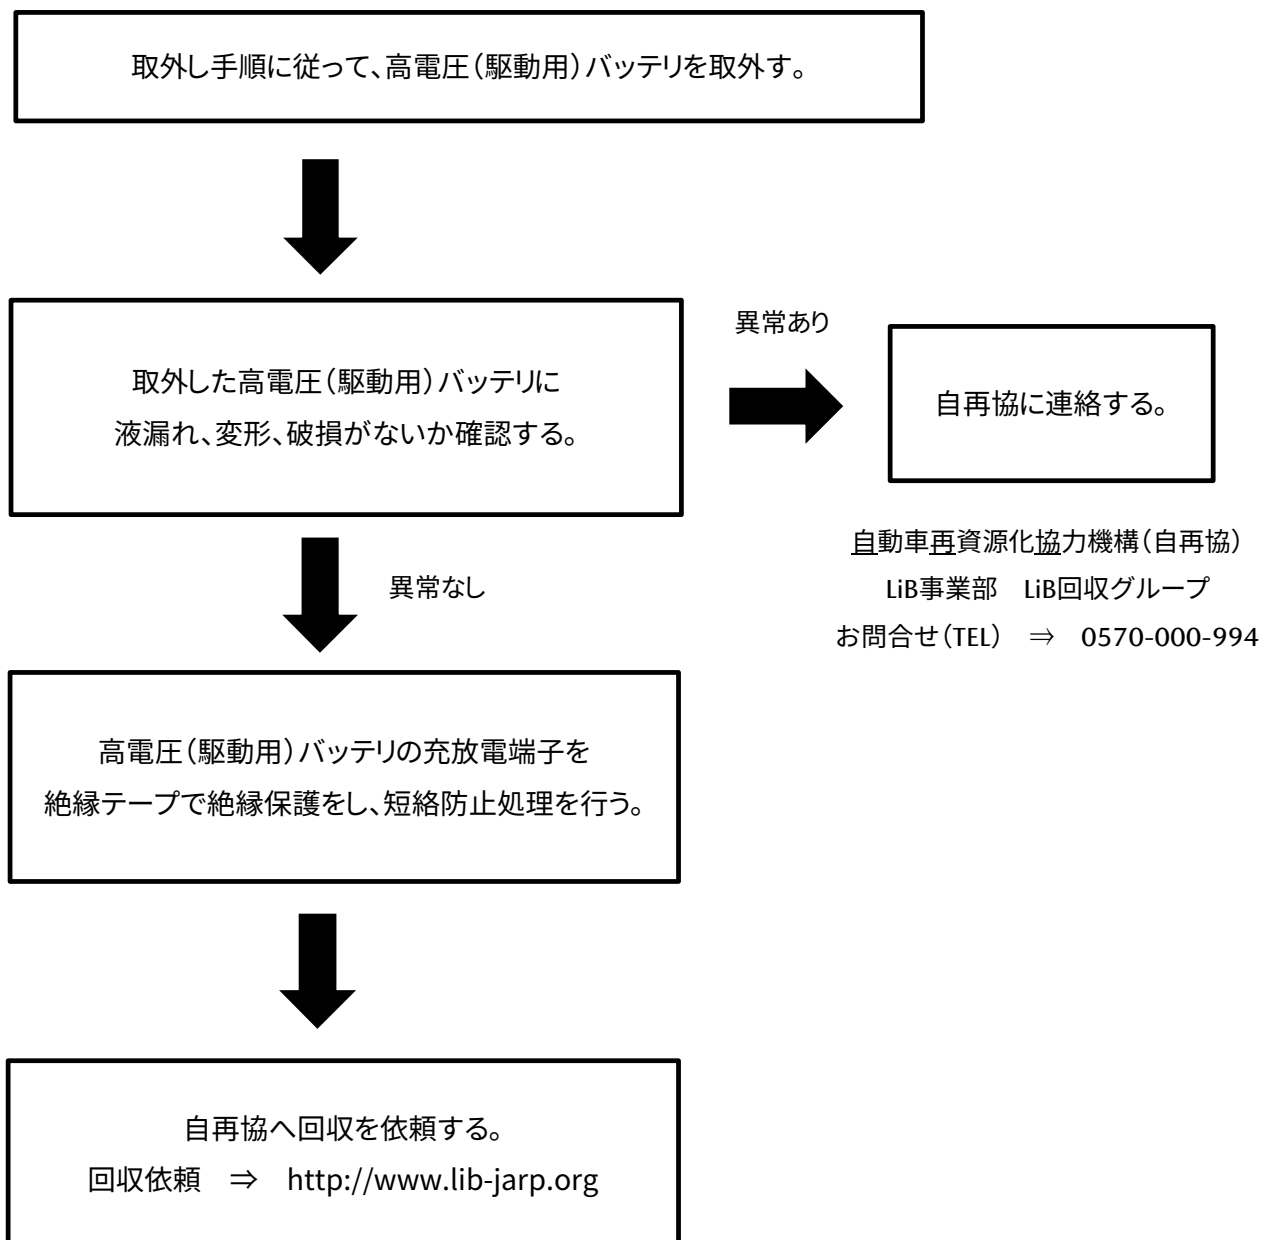 取外し手順に従って、高電圧（駆動用）バッテリを取外す。
取外した高電圧（駆動用）バッテリに
液漏れ、変形、破損がないか確認する。
異常あり
自再協に連絡する。
自動車再資源化協力機構（自再協）
LiB事業部　LiB回収グループ
お問合せ（TEL）　⇒　0570-000-994
異常なし
高電圧（駆動用）バッテリの充放電端子を
絶縁テープで絶縁保護をし、短絡防止処理を行う。
自再協へ回収を依頼する。
回収依頼　⇒　http://www.lib-jarp.org